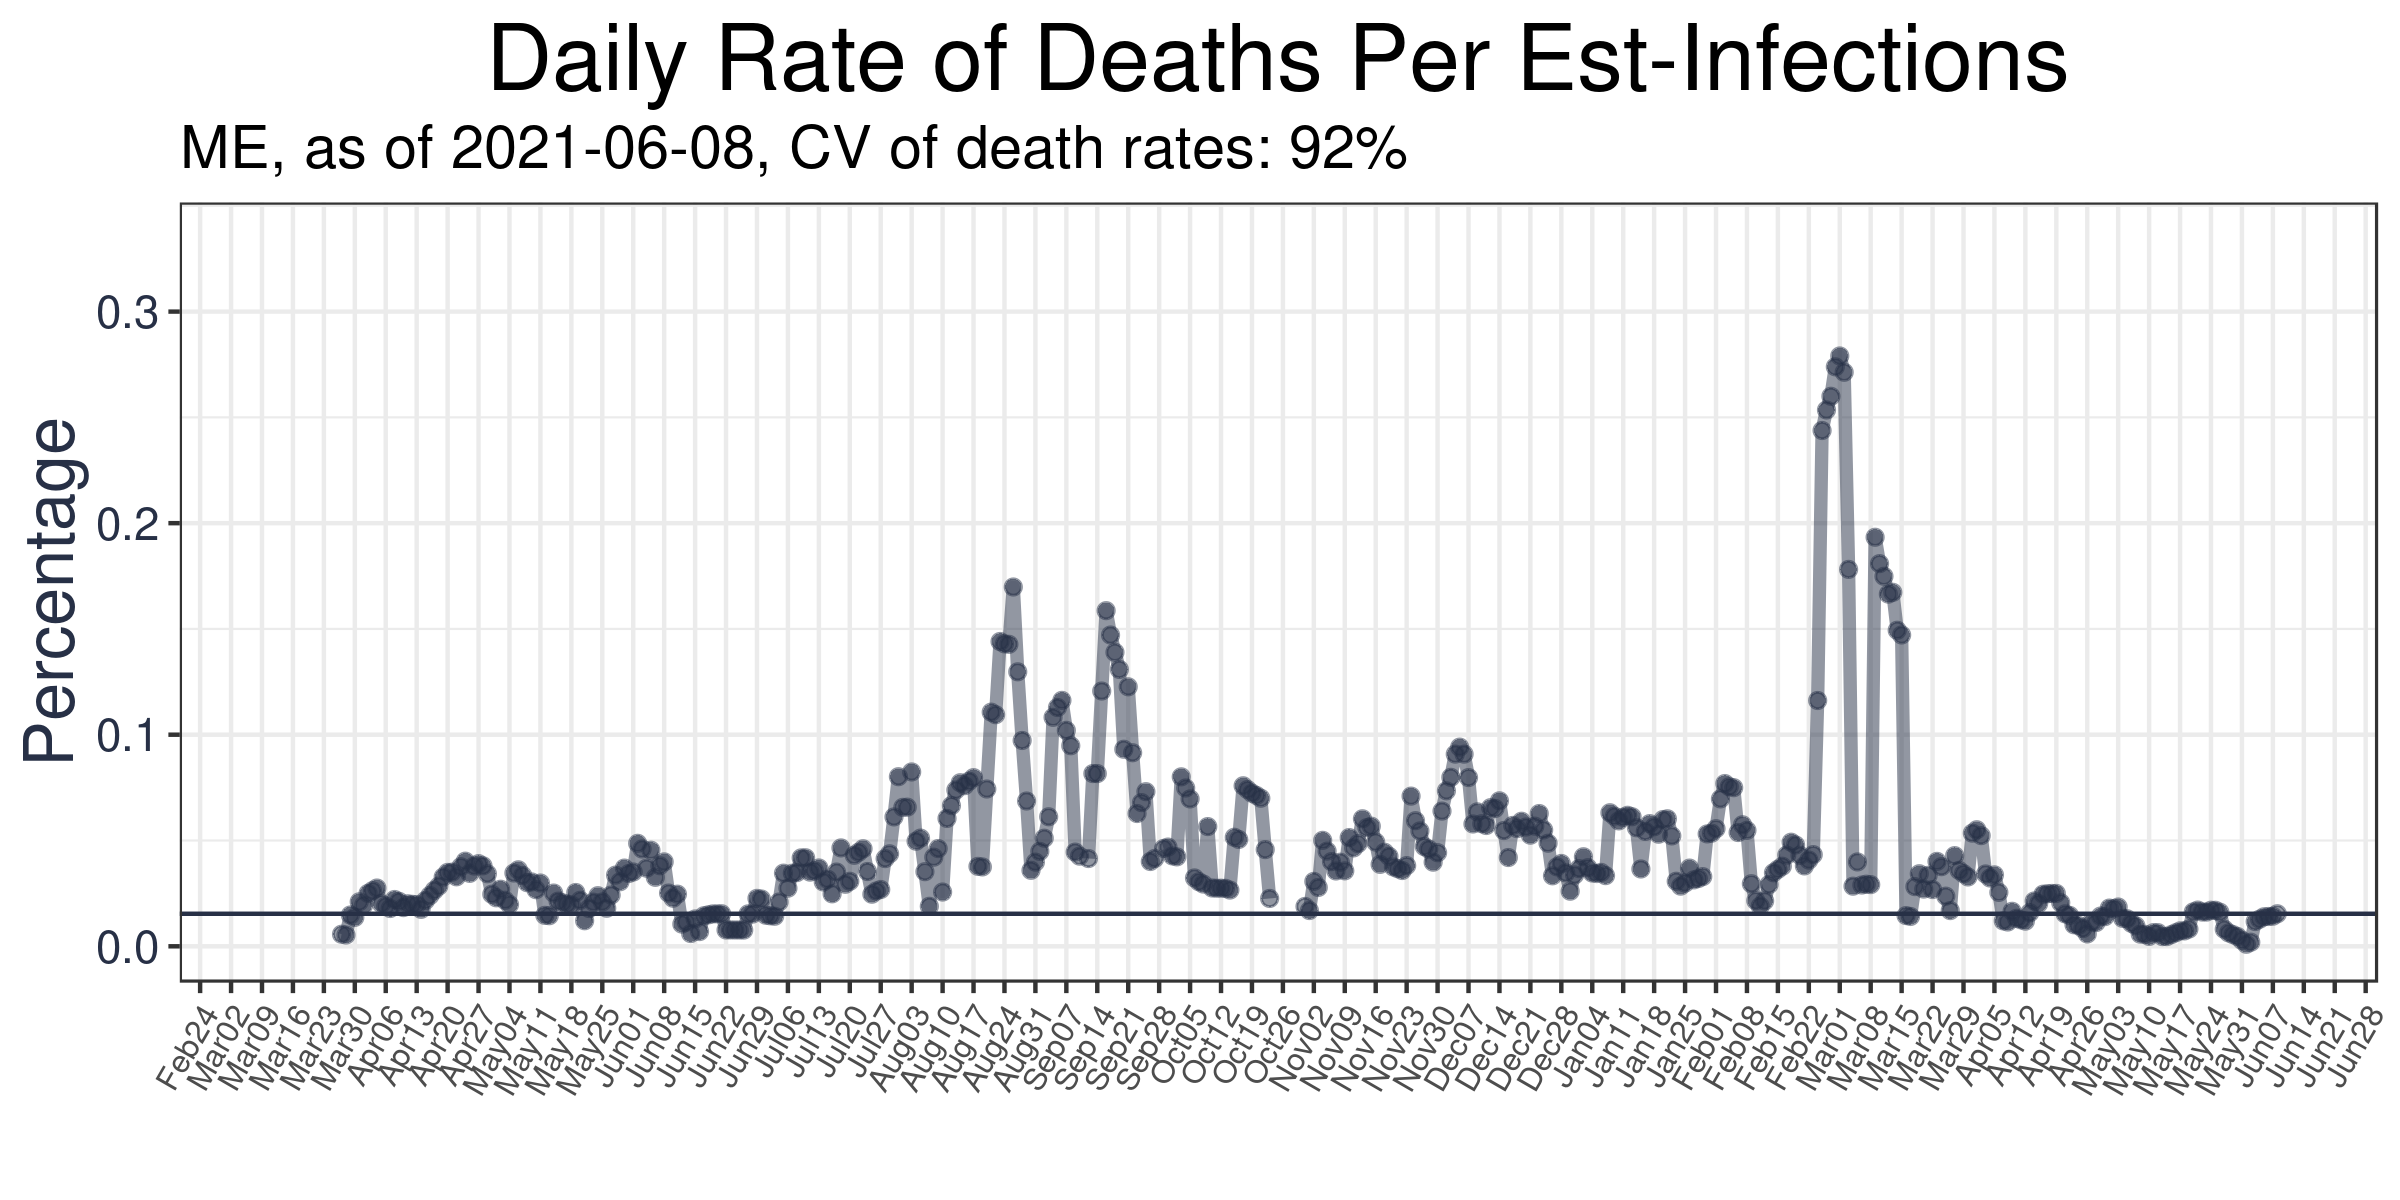 Daily Rate of Deaths Per Est-Infections
ME, as of 2021-06-08, CV of death rates: 92%
Percentage
0.3
0.2
0.1
0.0
Feb24
Mar02
Mar09
Mar16
Mar23
Mar30
Apr06
Apr13
Apr20
Apr27
May04
May11
May18
May25
Jun01
Jun08
Jun15
Jun22
Jun29
Jul06
Jul13
Jul20
Jul27
Aug03
Aug10
Aug17
Aug24
Aug31
Sep07
Sep14
Sep21
Sep28
Oct05
Oct12
Oct19
Oct26
Nov02
Nov09
Nov16
Nov23
Nov30
Dec07
Dec14
Dec21
Dec28
Jan04
Jan11
Jan18
Jan25
Feb01
Feb08
Feb15
Feb22
Mar01
Mar08
Mar15
Mar22
Mar29
Apr05
Apr12
Apr19
Apr26
May03
May10
May17
May24
May31
Jun07
Jun14
Jun21
Jun28